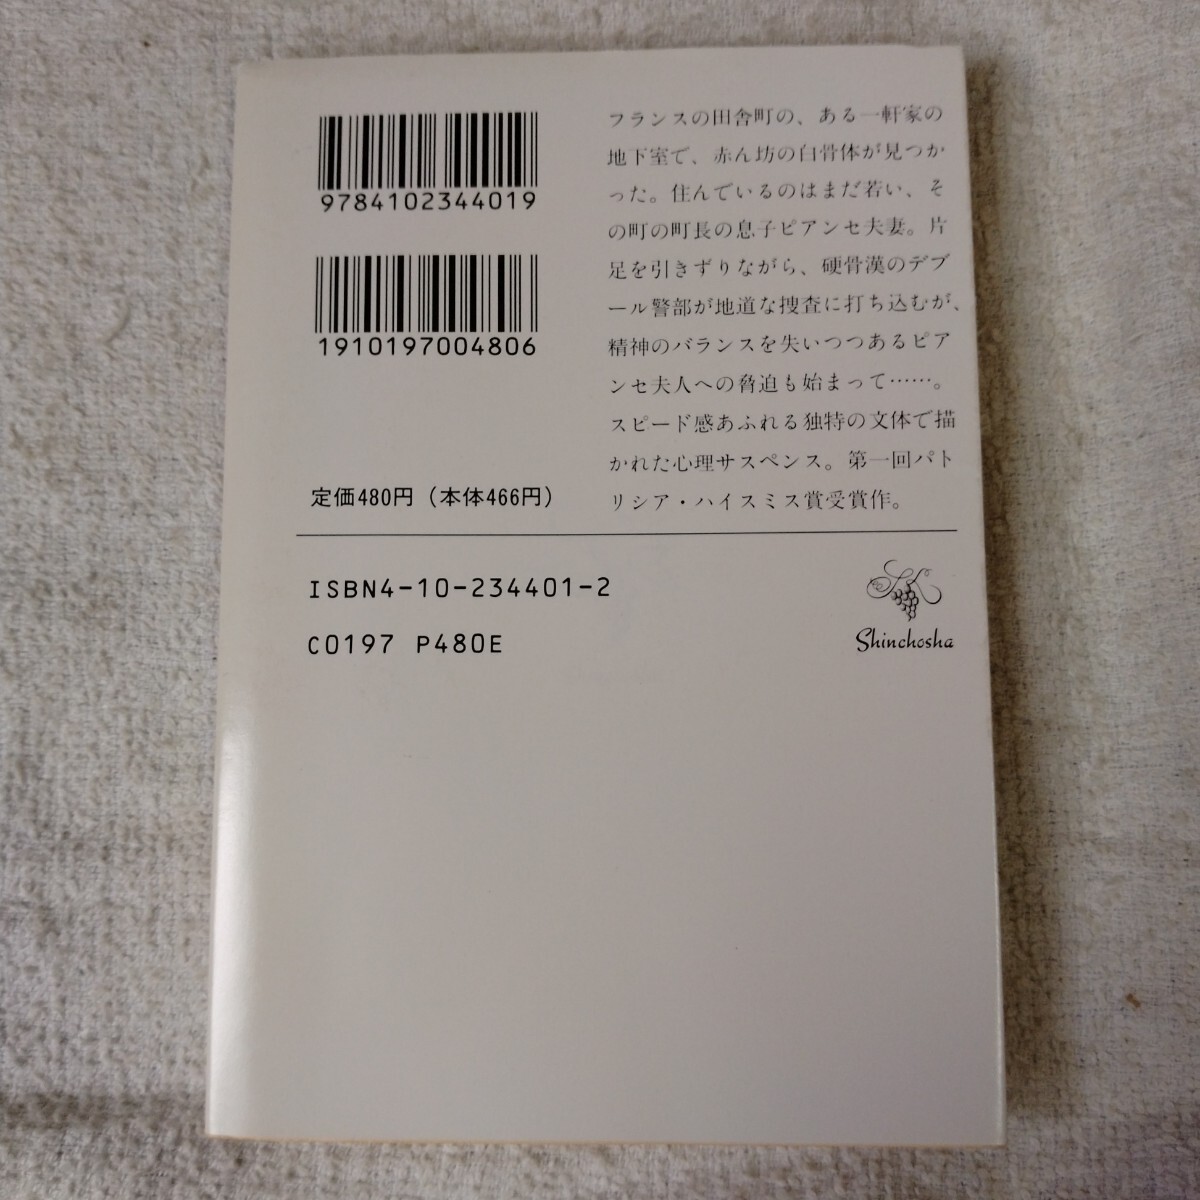 9784102344019
1910197004806
定価480円（本体466円）
フランスの田舎町の、ある一軒家の
地下室で、赤ん坊の白骨体が見つか
った。住んでいるのはまだ若い、そ
の町の町長の息子ピアンセ夫妻。片
足を引きずりながら、硬骨漢のデブ
ール警部が地道な捜査に打ち込むが、
精神のバランスを失いつつあるピア
ンセ夫人への脅迫も始まって……。
スピード感あふれる独特の文体で描
かれた心理サスペンス。第一回パト
リシア・ハイスミス賞受賞作。
ISBN4-10-234401-2
C0197 P480E
Shinchosha